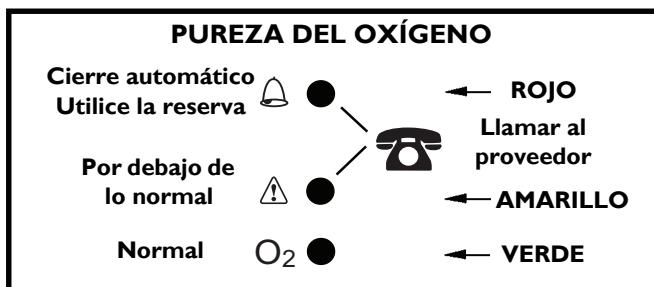 PUREZA DEL OXÍGENO
Cierre automático
Utilice la reserva
ROJO
Llamar al
proveedor
Por debajo de
lo normal
AMARILLO
Normal
O2
VERDE